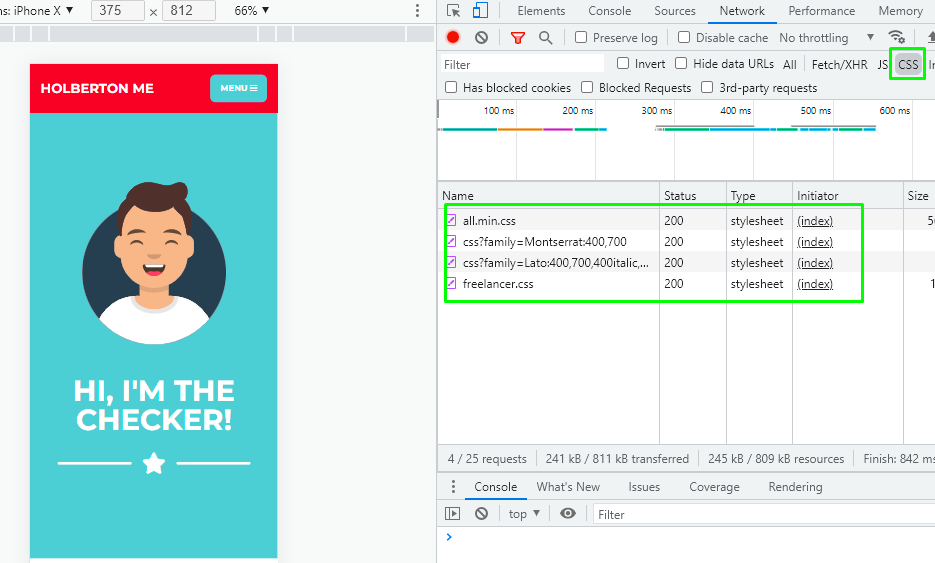 ns: iPhone X ▼ 375 × 812 66% ▼
HOLBERTON ME
MENU
HI, I'M THE
CHECKER!
Elements Console Sources Network Performance Memory
Preserve log Disable cache No throttling ▼
Filter Invert Hide data URLs All Fetch/XHR JS CSS
Has blocked cookies Blocked Requests 3rd-party requests
100 ms 200 ms 300 ms 400 ms 500 ms 600 ms
Name Status Type Initiator Size
all.min.css 200 stylesheet (index)
css?family=Montserrat:400,700 200 stylesheet (index)
css?family=Lato:400,700,400italic,... 200 stylesheet (index)
freelancer.css 200 stylesheet (index) 1
4 / 25 requests 241 kB / 811 kB transferred 245 kB / 809 kB resources Finish: 842 ms
Console What's New Issues Coverage Rendering
top ▼ Filter